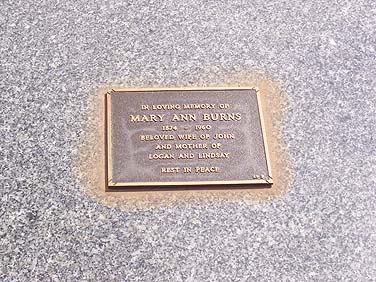 IN LOVING MEMORY OF
MARY ANN BURNS
1874 - 1960
BELOVED WIFE OF JOHN
AND MOTHER OF
LOGAN AND LINDSAY
REST IN PEACE